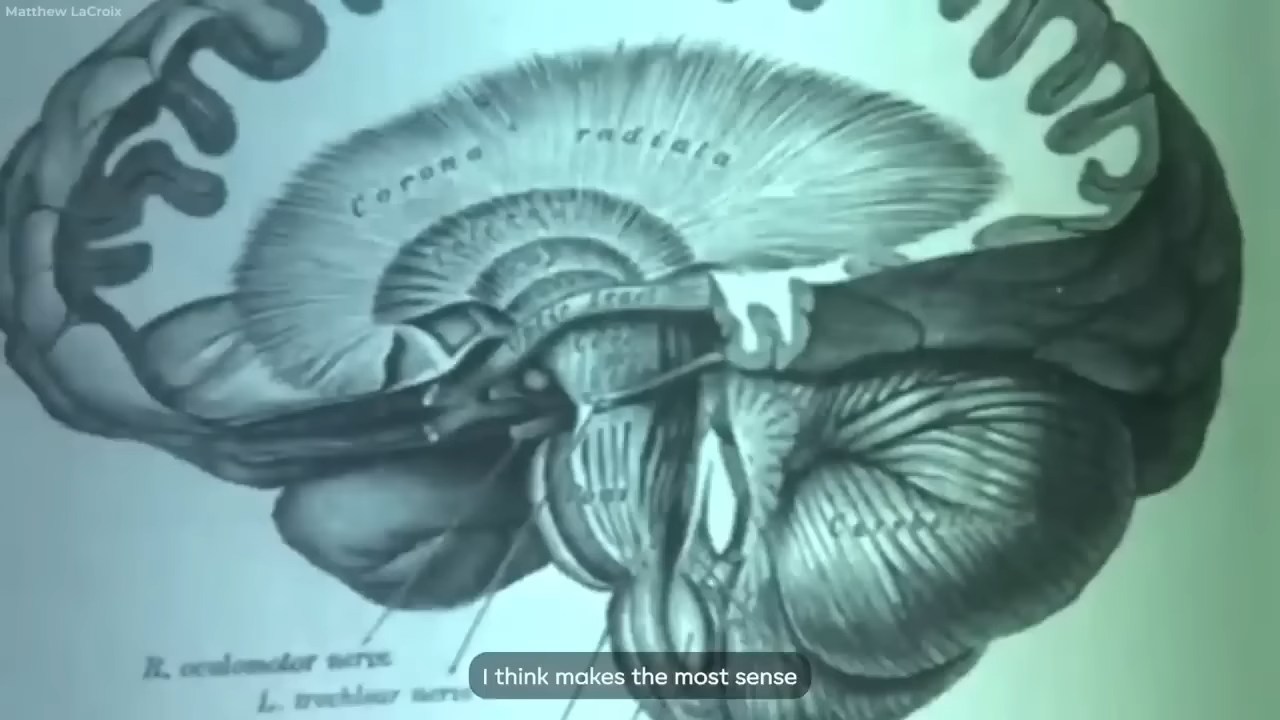 Matthew LaCroix
Corona radiata
R. oculomotor nerve
L. trochlear nerve
I think makes the most sense